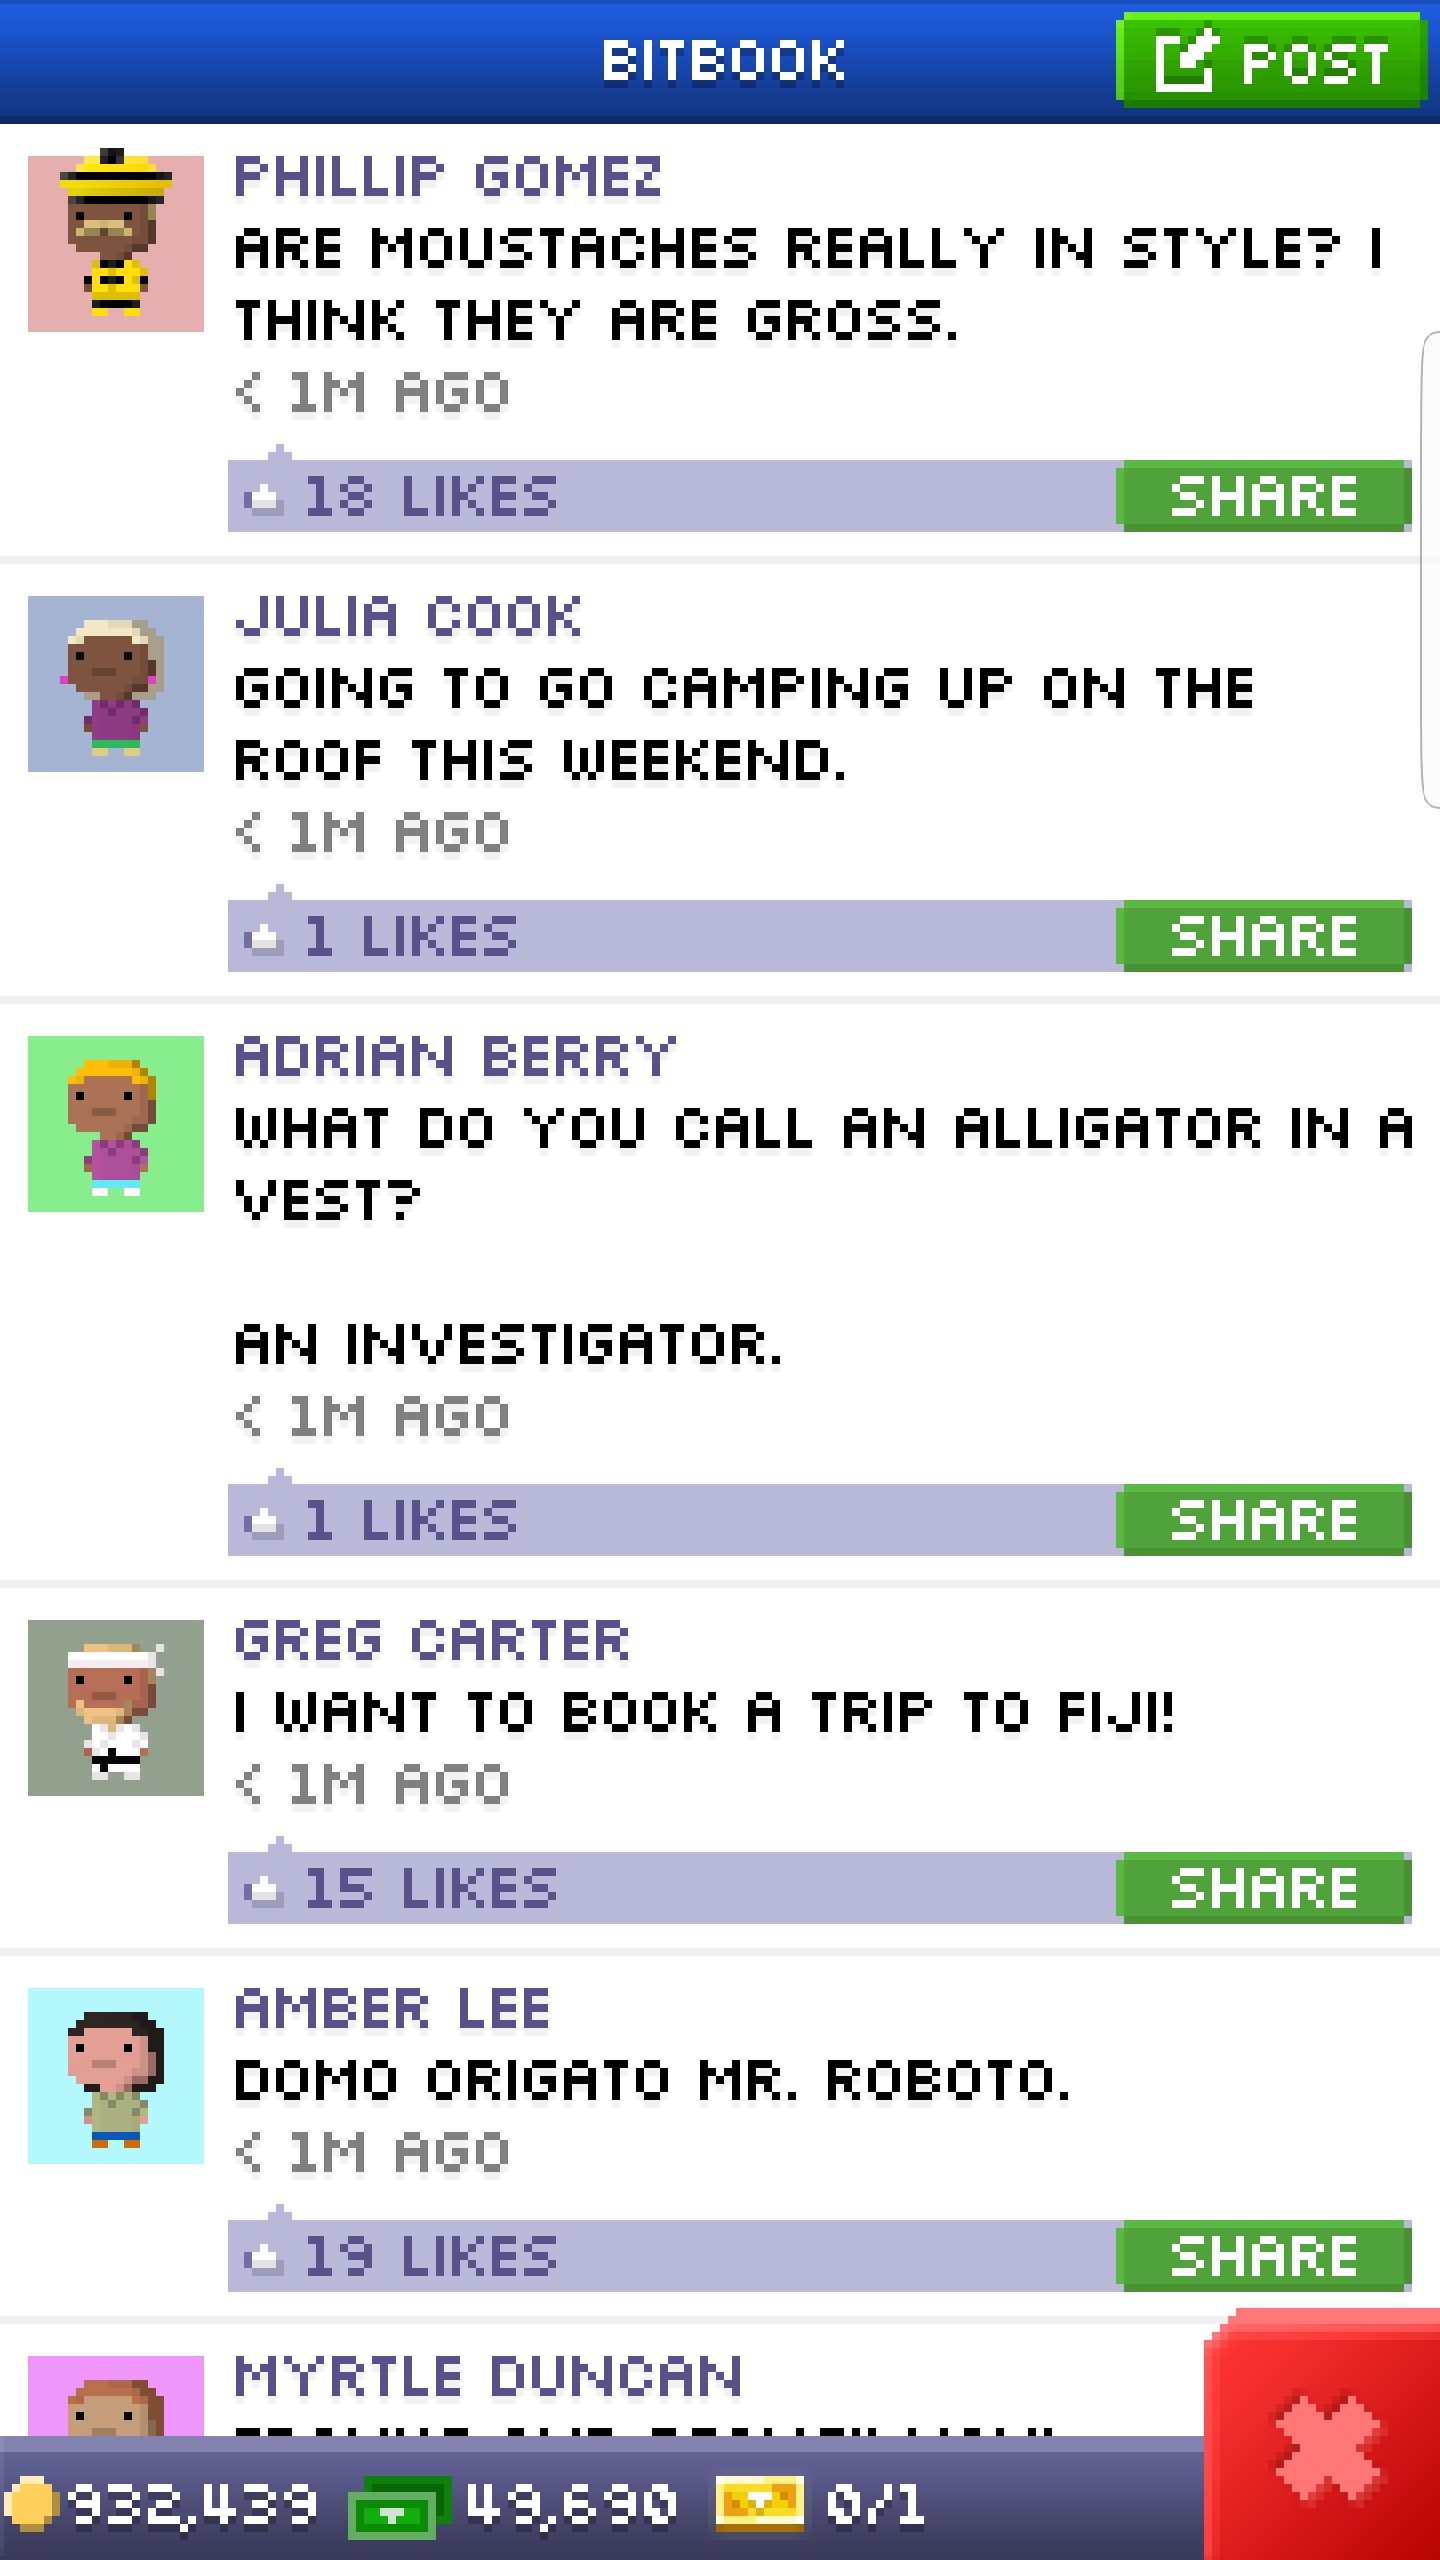 BITBOOK
POST
PHILLIP GOMEZ
ARE MOUSTACHES REALLY IN STYLE? I
THINK THEY ARE GROSS.
< 1M AGO
18 LIKES
SHARE
JULIA COOK
GOING TO GO CAMPING UP ON THE
ROOF THIS WEEKEND.
< 1M AGO
1 LIKES
SHARE
ADRIAN BERRY
WHAT DO YOU CALL AN ALLIGATOR IN A
VEST?
AN INVESTIGATOR.
< 1M AGO
1 LIKES
SHARE
GREG CARTER
I WANT TO BOOK A TRIP TO FIJI!
< 1M AGO
15 LIKES
SHARE
AMBER LEE
DOMO ORIGATO MR. ROBOTO.
< 1M AGO
19 LIKES
SHARE
MYRTLE DUNCAN
932,439
49,690
0/1